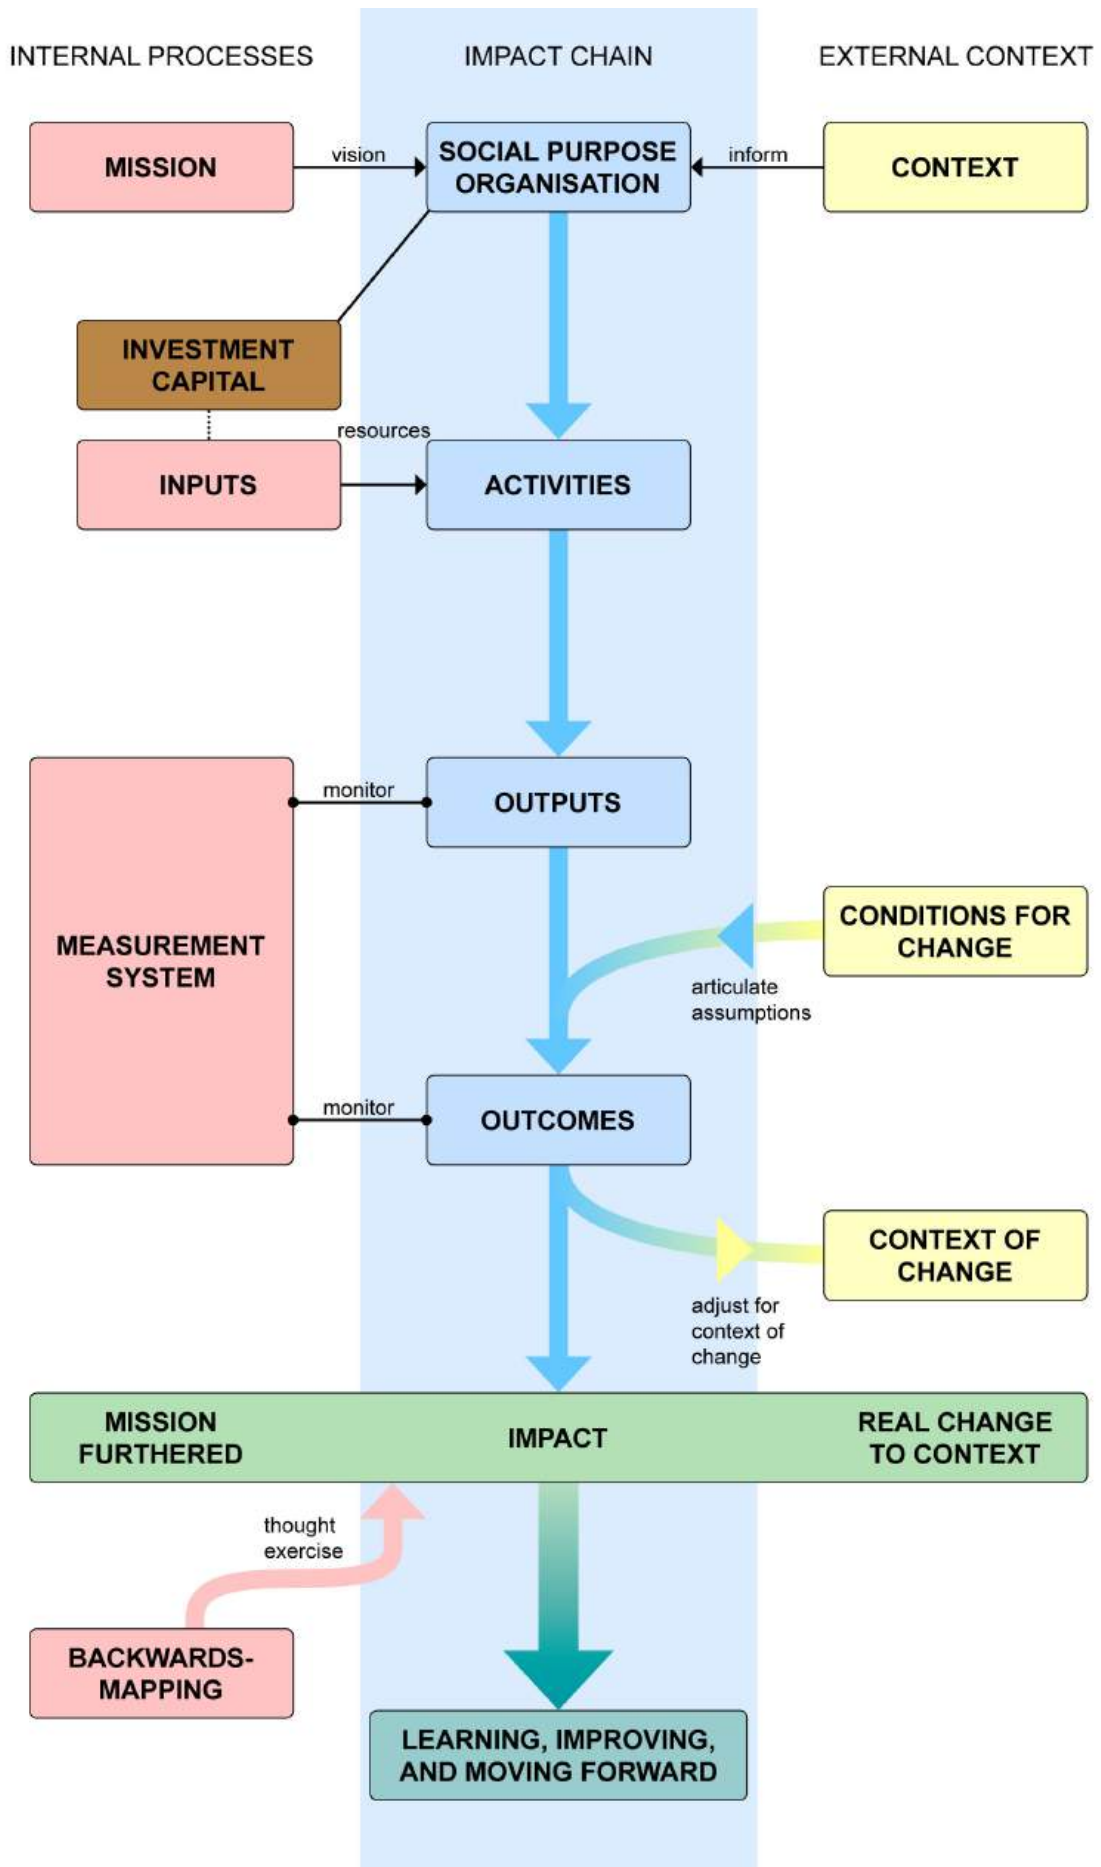 INTERNAL PROCESSES
IMPACT CHAIN
EXTERNAL CONTEXT
MISSION
vision
SOCIAL PURPOSE
ORGANISATION
inform
CONTEXT
INVESTMENT
CAPITAL
resources
INPUTS
ACTIVITIES
monitor
OUTPUTS
MEASUREMENT
SYSTEM
CONDITIONS FOR
CHANGE
articulate
assumptions
monitor
OUTCOMES
CONTEXT OF
CHANGE
adjust for
context of
change
MISSION
FURTHERED
IMPACT
REAL CHANGE
TO CONTEXT
thought
exercise
BACKWARDS-
MAPPING
LEARNING, IMPROVING,
AND MOVING FORWARD